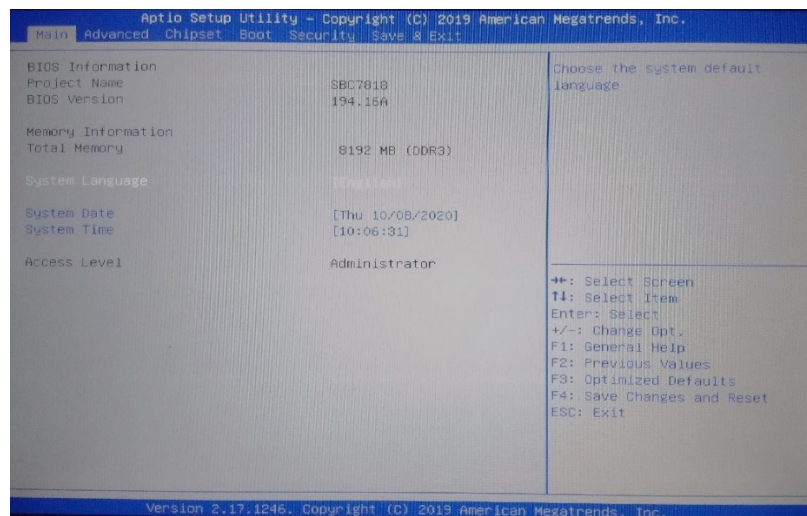 Aptio Setup Utility - Copyright (C) 2019 American Megatrends, Inc.
Main Advanced Chipset Boot Security Save & Exit
BIOS Information
Project Name SBC7818
BIOS Version 194.16A
Memory Information
Total Memory 8192 MB (DDR3)
System Language [English]
System Date [Thu 10/08/2020]
System Time [10:06:31]
Access Level Administrator
Choose the system default
language
→←: Select Screen
↑↓: Select Item
Enter: Select
+/-: Change Opt.
F1: General Help
F2: Previous Values
F3: Optimized Defaults
F4: Save Changes and Reset
ESC: Exit
Version 2.17.1246. Copyright (C) 2019 American Megatrends, Inc.